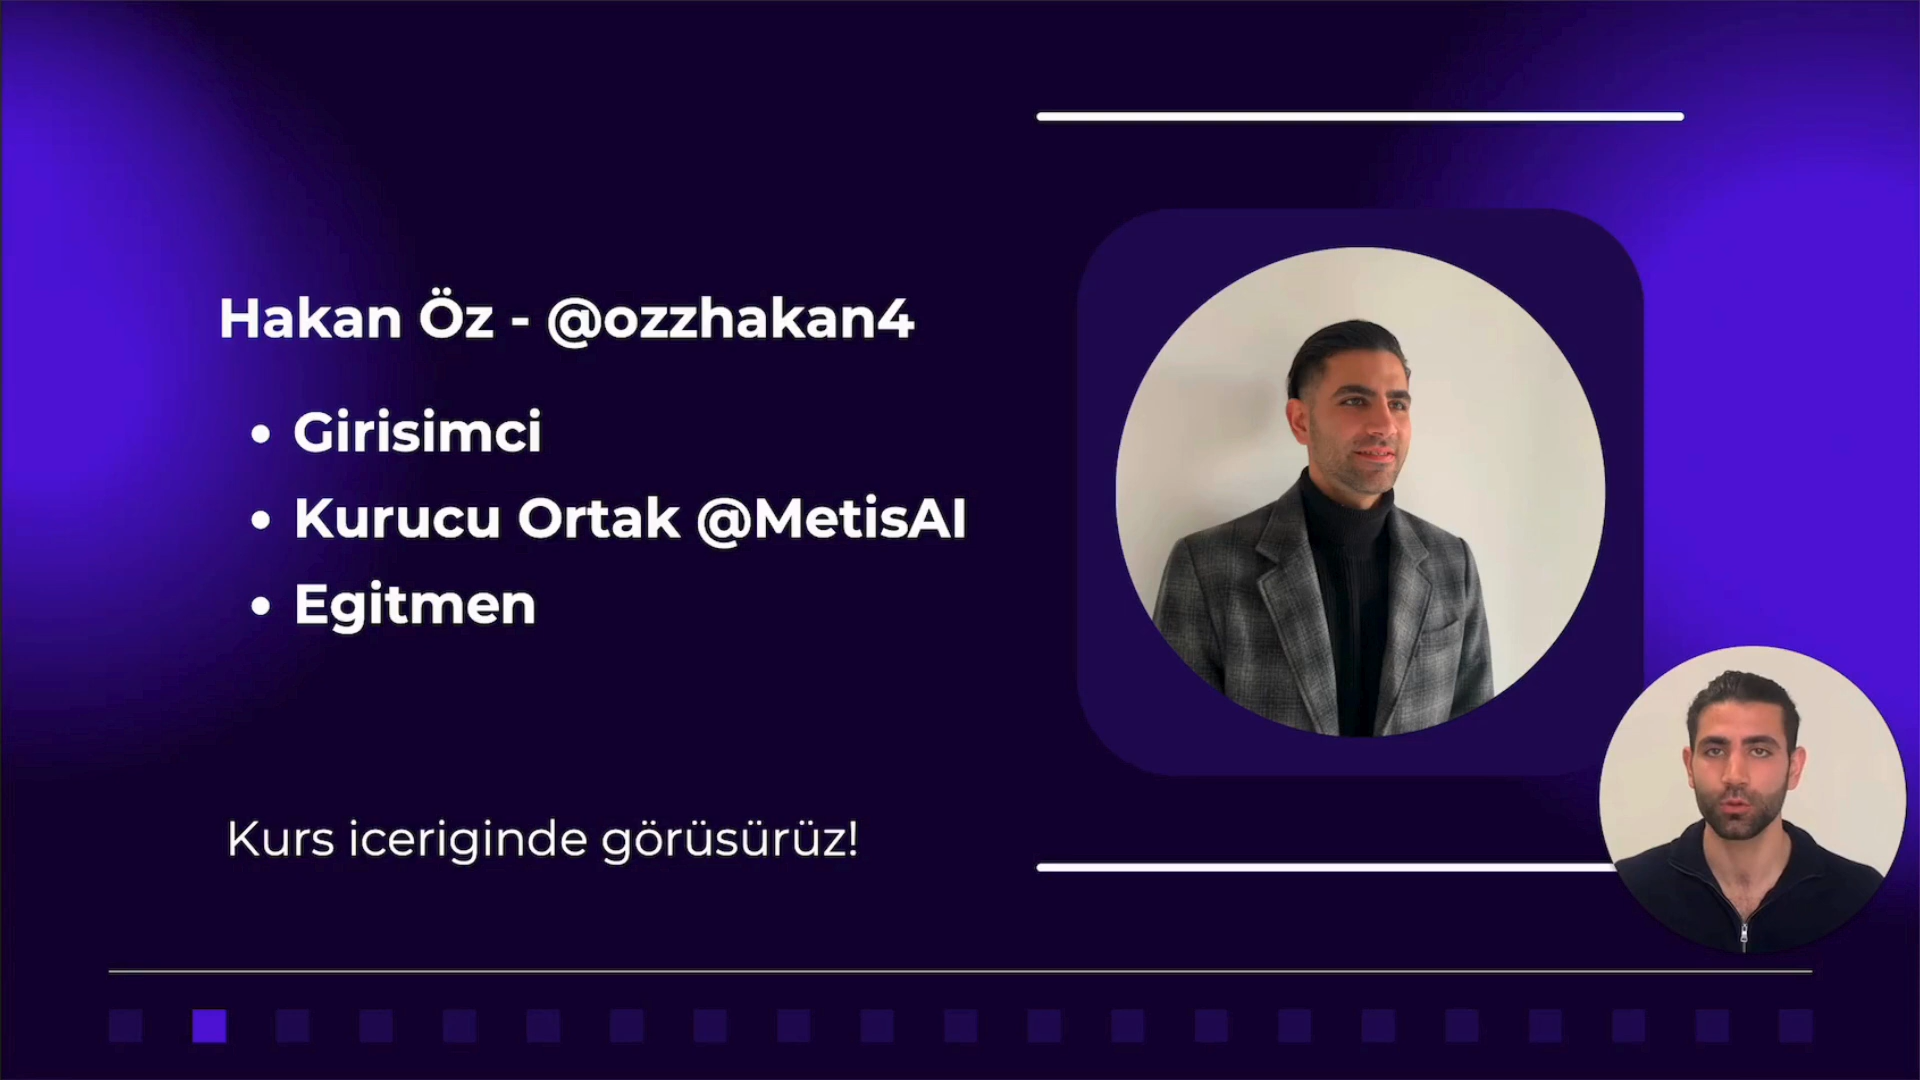 Hakan Öz - @ozzhakan4
• Girisimci
• Kurucu Ortak @MetisAI
• Egitmen
Kurs iceriginde görüsürüz!